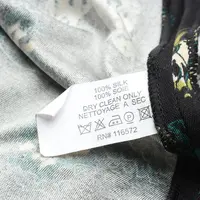 100% SILK
100% SOIE
DRY CLEAN ONLY
NETTOYAGE A SEC
RN# 116572